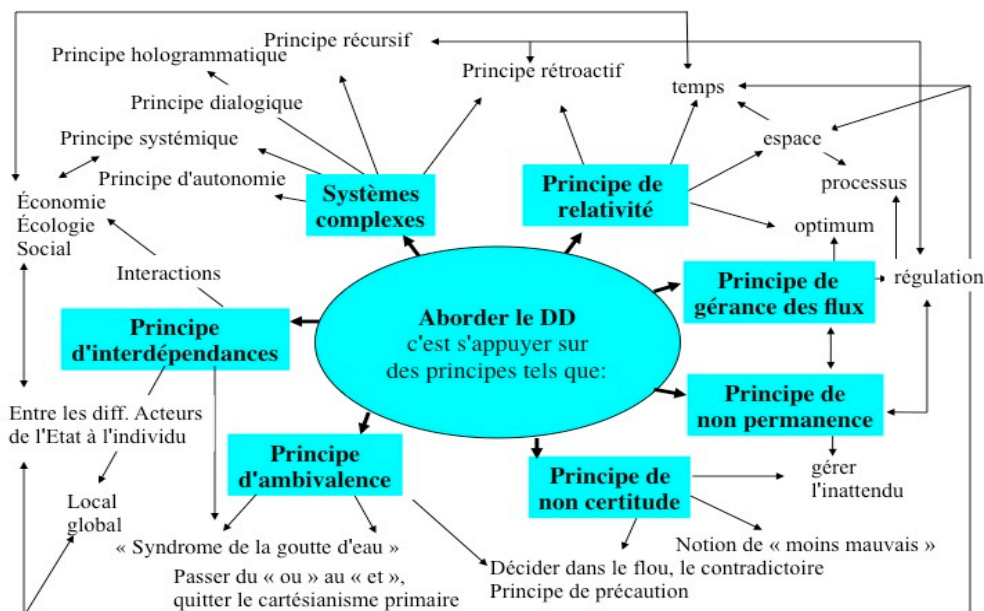 Principe récursif
Principe hologrammatique
Principe rétroactif
temps
Principe dialogique
Principe systémique
espace
Principe d'autonomie
Systèmes
complexes
Principe de
relativité
processus
Économie
Écologie
Social
optimum
Interactions
Principe de
gérance des flux
régulation
Aborder le DD
c'est s'appuyer sur
des principes tels que:
Principe
d'interdépendances
Principe de
non permanence
Entre les diff. Acteurs
de l'Etat à l'individu
Principe
d'ambivalence
Principe de
non certitude
gérer
l'inattendu
Local
global
« Syndrome de la goutte d'eau »
Notion de « moins mauvais »
Passer du « ou » au « et »,
quitter le cartésianisme primaire
Décider dans le flou, le contradictoire
Principe de précaution